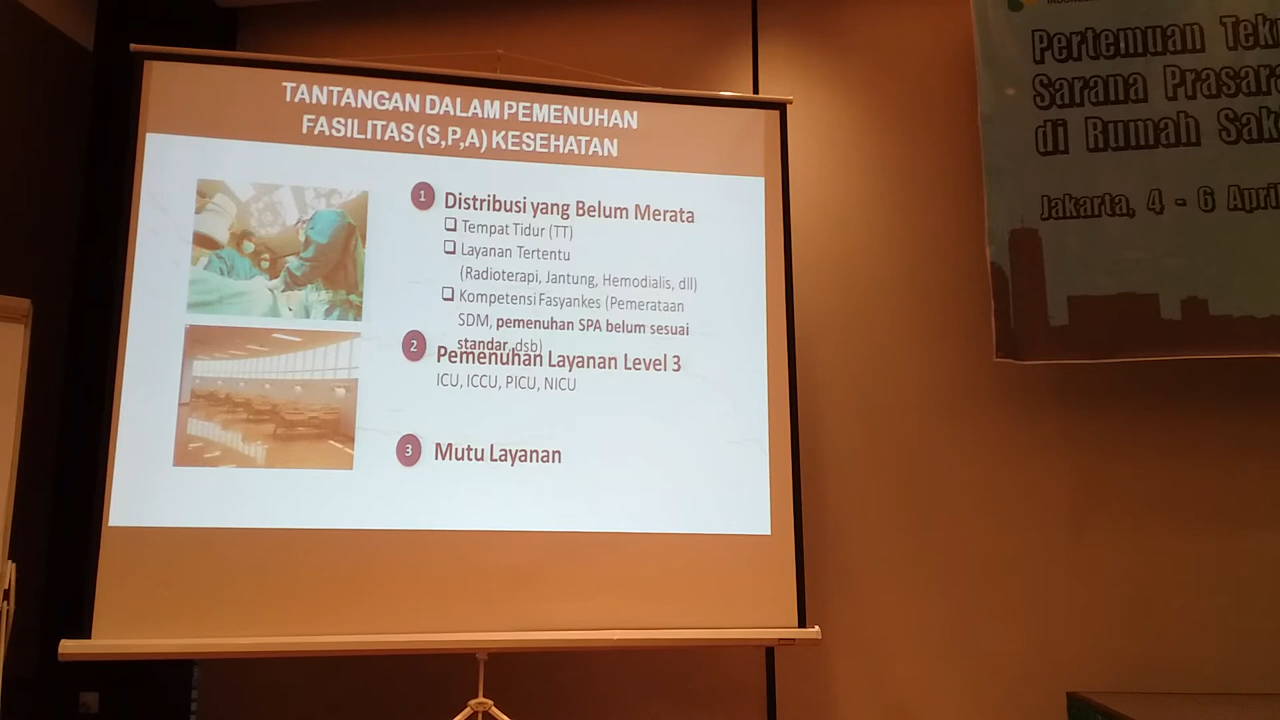 TANTANGAN DALAM PEMENUHAN
FASILITAS (S,P,A) KESEHATAN
1 Distribusi yang Belum Merata
Tempat Tidur (TT)
Layanan Tertentu
(Radioterapi, Jantung, Hemodialis, dll)
Kompetensi Fasyankes (Pemerataan
SDM, pemenuhan SPA belum sesuai
standar, dsb)
2 Pemenuhan Layanan Level 3
ICU, ICCU, PICU, NICU
3 Mutu Layanan
Pertemuan Tek
Sarana Prasar
di Rumah Sak
Jakarta, 4 - 6 Apri